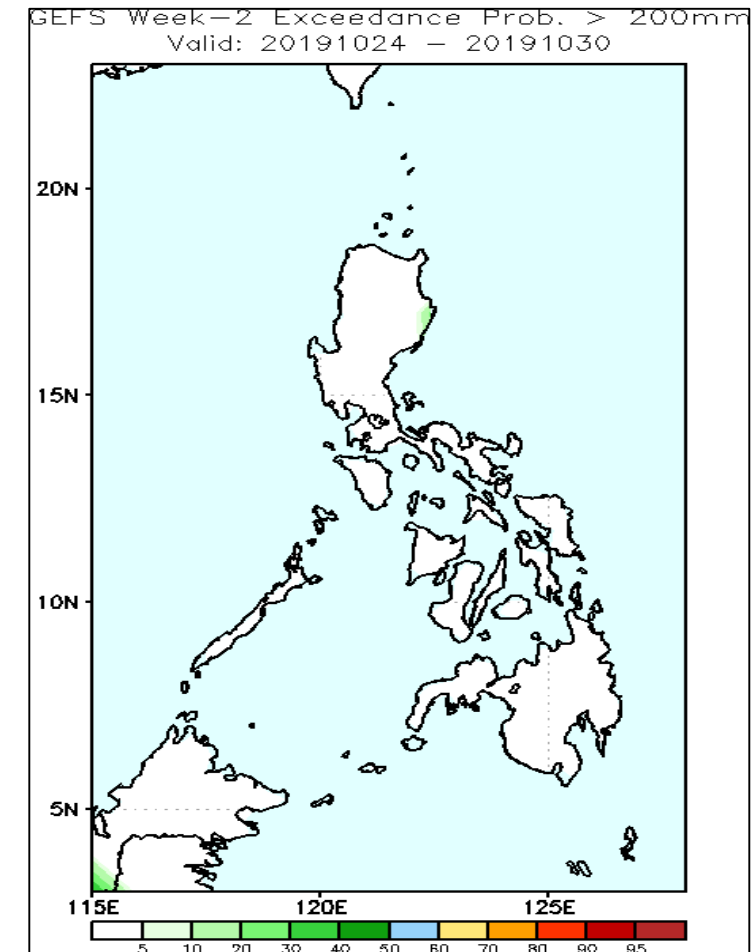 GEFS Week-2 Exceedance Prob. > 200mm
Valid: 20191024 - 20191030
20N
15N
10N
5N
115E 120E 125E
5 10 20 30 40 50 60 70 80 90 95